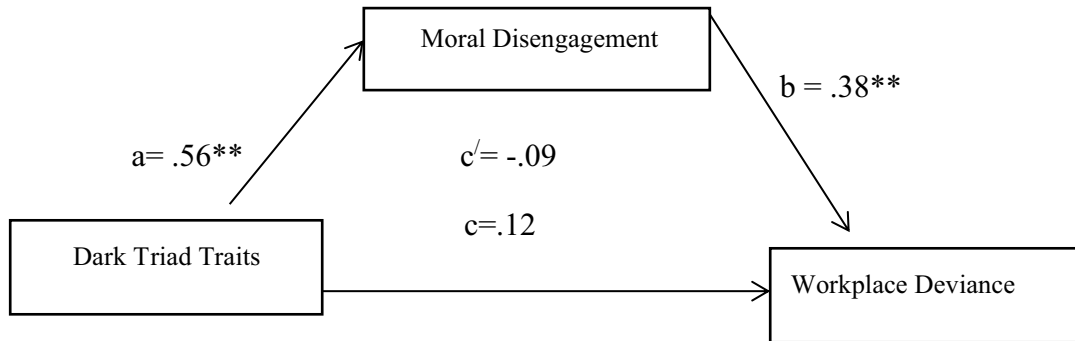 Moral Disengagement
b = .38**
a= .56**
c/= -.09
c=.12
Dark Triad Traits
Workplace Deviance